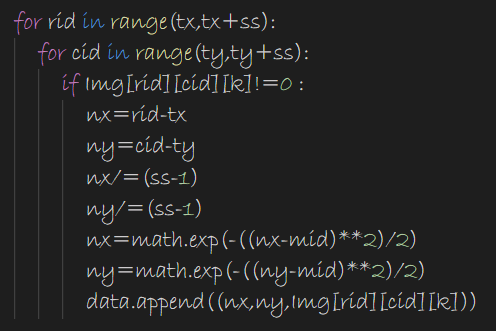 for rid in range(tx,tx+ss):
for cid in range(ty,ty+ss):
if Img[rid][cid][k]!=0 :
nx=rid-tx
ny=cid-ty
nx/=(ss-1)
ny/=(ss-1)
nx=math.exp(-((nx-mid)**2)/2)
ny=math.exp(-((ny-mid)**2)/2)
data.append((nx,ny,Img[rid][cid][k]))